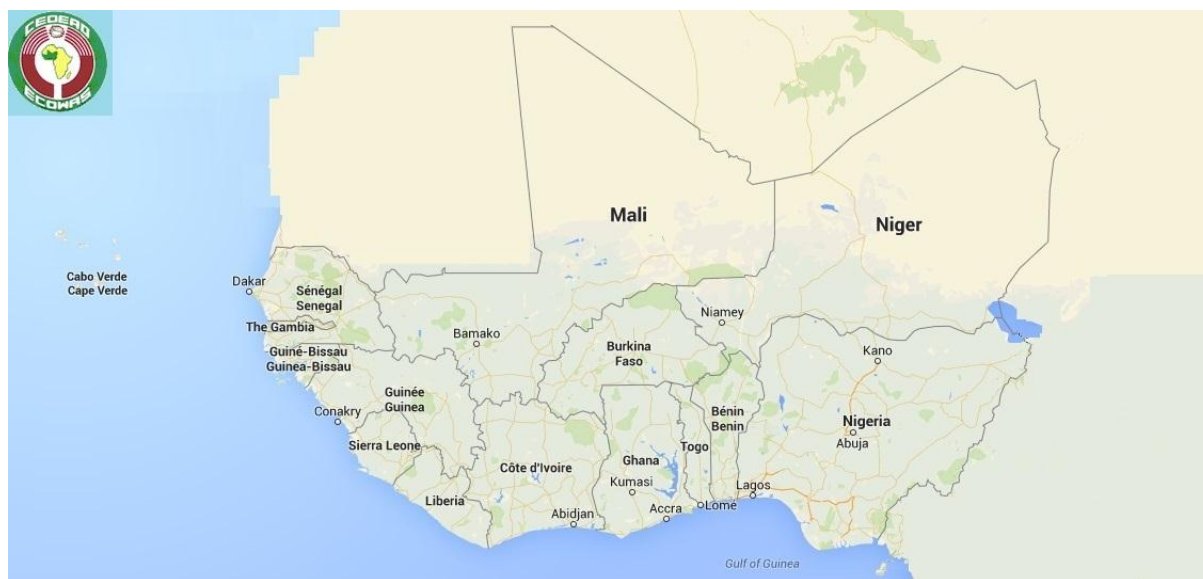 CEDEAO
ECOWAS
Mali
Niger
Cabo Verde
Cape Verde
Dakar
Sénégal
Senegal
The Gambia
Bamako
Niamey
Burkina
Faso
Kano
Guiné-Bissau
Guinea-Bissau
Guinée
Guinea
Bénin
Benin
Conakry
Nigeria
Abuja
Sierra Leone
Togo
Côte d'Ivoire
Ghana
Kumasi
Lagos
Liberia
Abidjan
Accra
Lomé
Gulf of Guinea